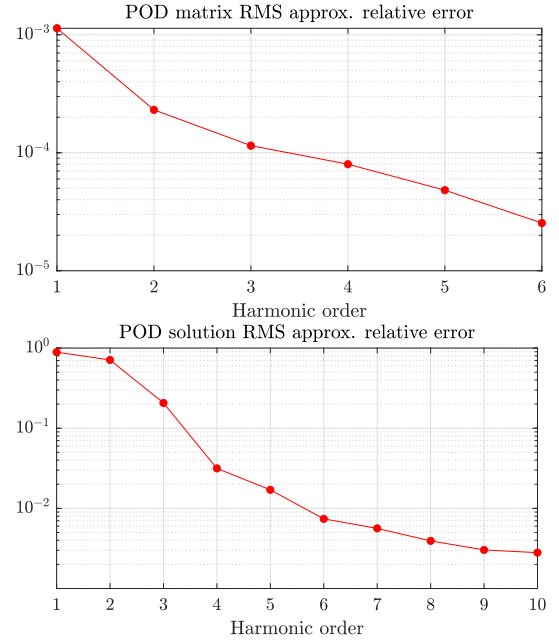 POD matrix RMS approx. relative error
10⁻³
10⁻⁴
10⁻⁵
1 2 3 4 5 6
Harmonic order
POD solution RMS approx. relative error
10⁰
10⁻¹
10⁻²
1 2 3 4 5 6 7 8 9 10
Harmonic order